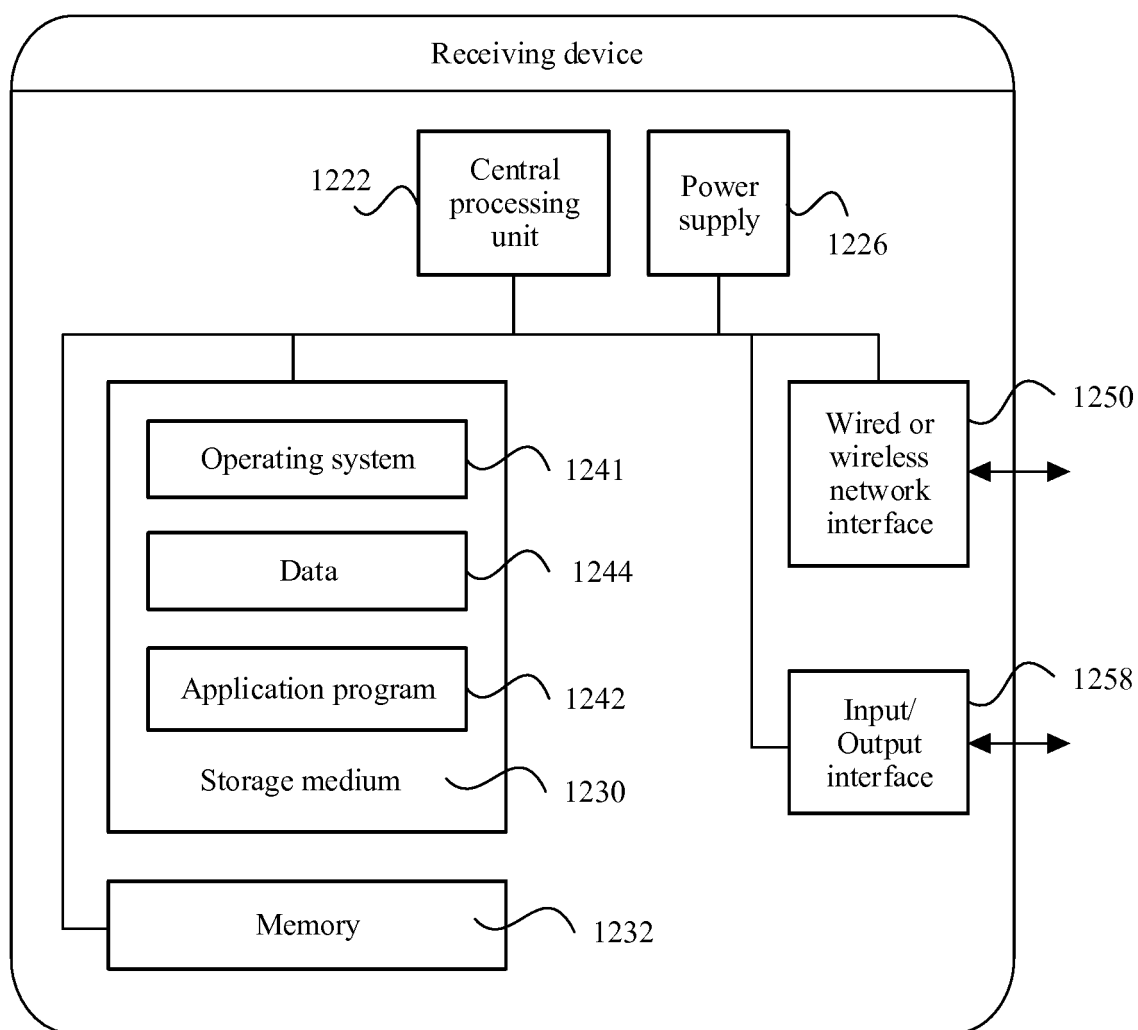 Receiving device
1222
Central
processing
unit
Power
supply
1226
Operating system
1241
Data
1244
Application program
1242
Storage medium
1230
Memory
1232
Wired or
wireless
network
interface
1250
Input/
Output
interface
1258